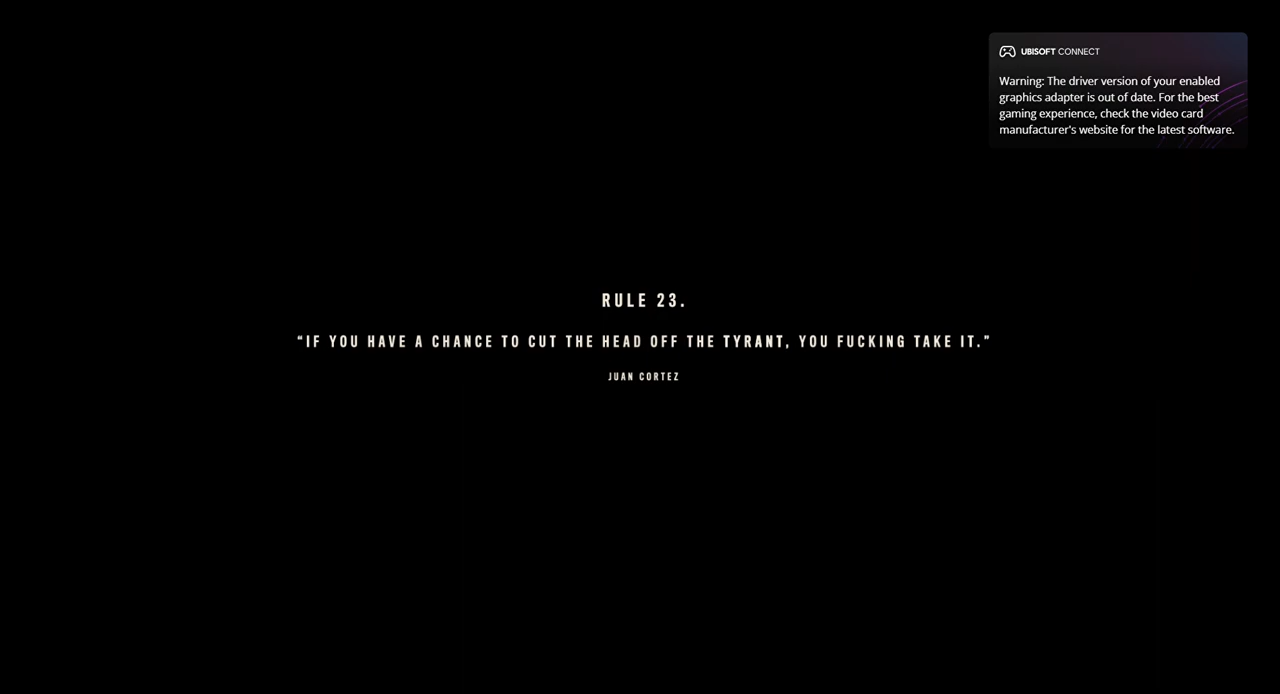 UBISOFT CONNECT
Warning: The driver version of your enabled
graphics adapter is out of date. For the best
gaming experience, check the video card
manufacturer's website for the latest software.
RULE 23.
“IF YOU HAVE A CHANCE TO CUT THE HEAD OFF THE TYRANT, YOU FUCKING TAKE IT.”
JUAN CORTEZ